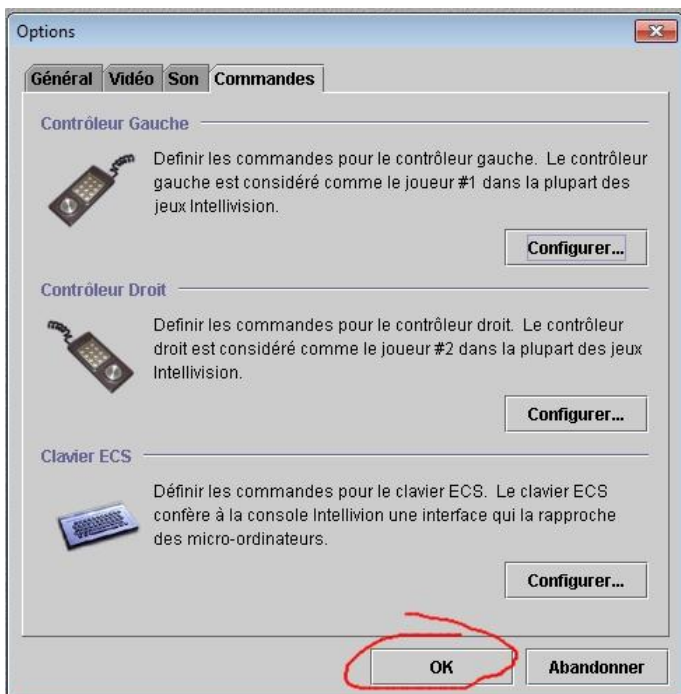 Options
Général Vidéo Son Commandes
Contrôleur Gauche
Definir les commandes pour le contrôleur gauche. Le contrôleur
gauche est considéré comme le joueur #1 dans la plupart des
jeux Intellivision.
Configurer...
Contrôleur Droit
Definir les commandes pour le contrôleur droit. Le contrôleur
droit est considéré comme le joueur #2 dans la plupart des jeux
Intellivision.
Configurer...
Clavier ECS
Définir les commandes pour le clavier ECS. Le clavier ECS
confère à la console Intellivion une interface qui la rapproche
des micro-ordinateurs.
Configurer...
OK Abandonner